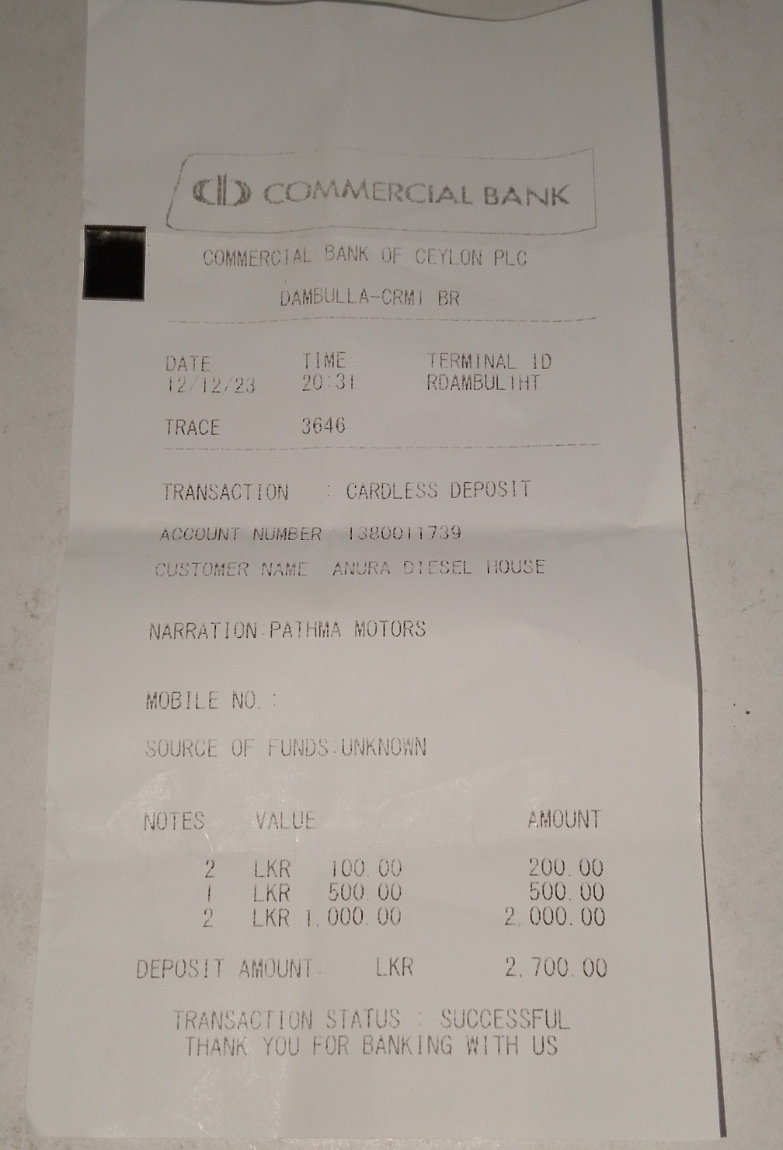 COMMERCIAL BANK
COMMERCIAL BANK OF CEYLON PLC
DAMBULLA-CRM1 BR
DATE TIME TERMINAL ID
12/12/23 20:31 RDAMBUL1HT
TRACE 3646
TRANSACTION : CARDLESS DEPOSIT
ACCOUNT NUMBER 1380011739
CUSTOMER NAME ANURA DIESEL HOUSE
NARRATION:PATHMA MOTORS
MOBILE NO. :
SOURCE OF FUNDS:UNKNOWN
NOTES VALUE AMOUNT
2 LKR 100.00 200.00
1 LKR 500.00 500.00
2 LKR 1,000.00 2,000.00
DEPOSIT AMOUNT: LKR 2,700.00
TRANSACTION STATUS : SUCCESSFUL
THANK YOU FOR BANKING WITH US